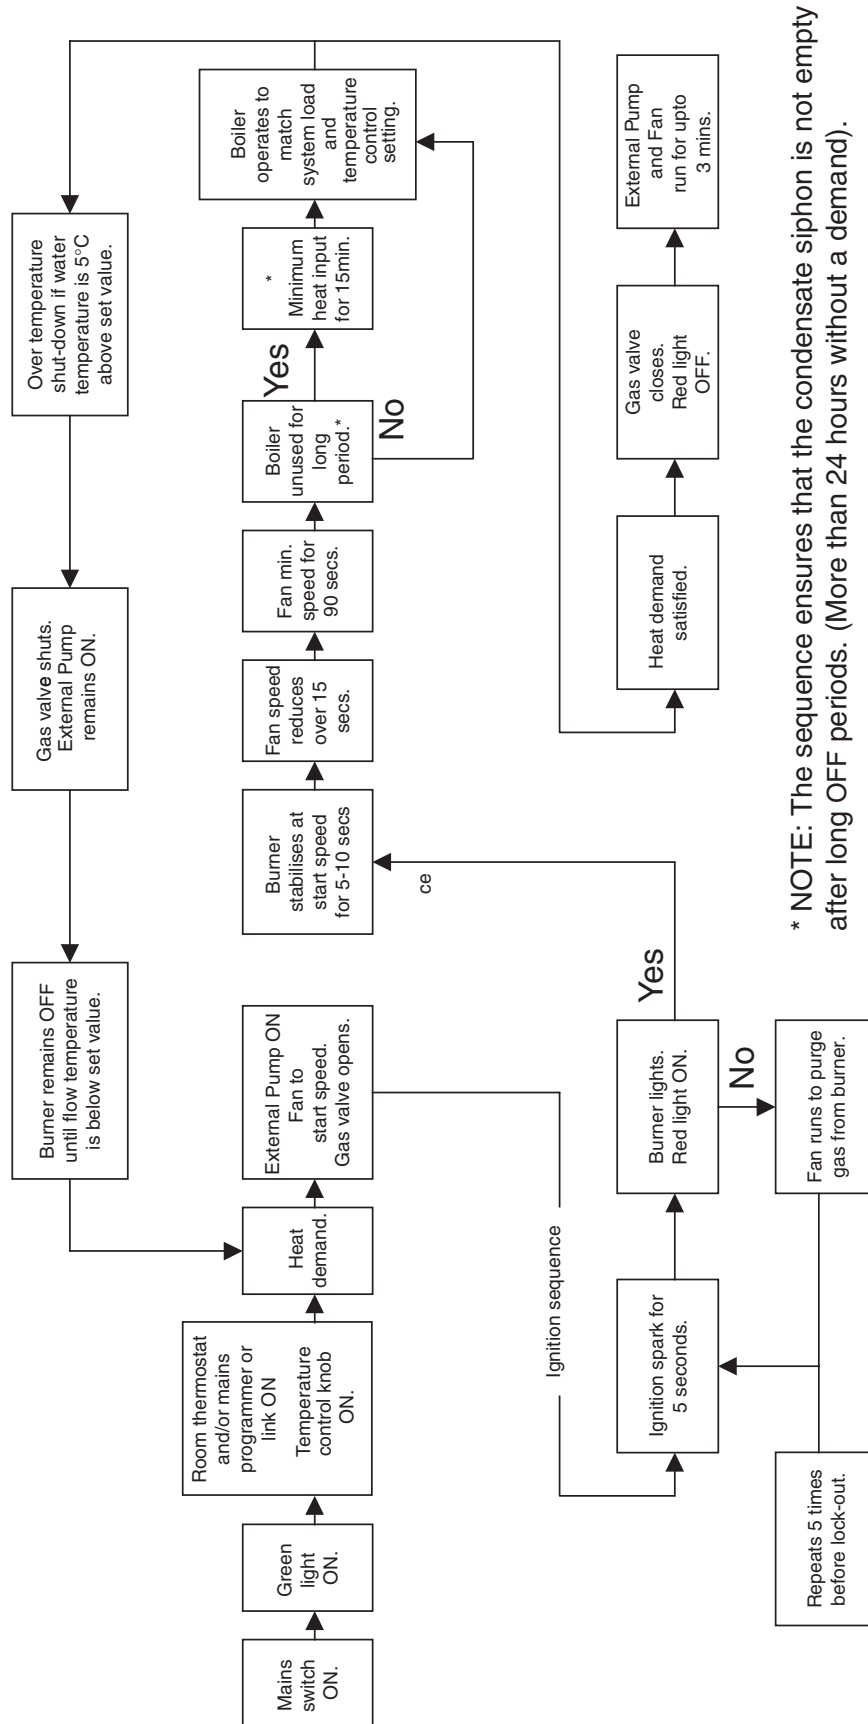 Over temperature
shut-down if water
temperature is 5°C
above set value.
Gas valve shuts.
External Pump
remains ON.
Burner remains OFF
until flow temperature
is below set value.
Mains
switch
ON.
Green
light
ON.
Room thermostat
and/or mains
programmer or
link ON
Temperature
control knob
ON.
Heat
demand.
External Pump ON
Fan to
start speed.
Gas valve opens.
Burner
stabilises at
start speed
for 5-10 secs
Fan speed
reduces
over 15
secs.
Fan min.
speed for
90 secs.
Boiler
unused for
long
period.*
Yes
No
*
Minimum
heat input
for 15min.
Boiler
operates to
match
system load
and
temperature
control
setting.
Ignition sequence
ce
Ignition spark for
5 seconds.
Burner lights.
Red light ON.
Yes
No
Heat demand
satisfied.
Gas valve
closes.
Red light
OFF.
External Pump
and Fan
run for upto
3 mins.
Repeats 5 times
before lock-out.
Fan runs to purge
gas from burner.
* NOTE: The sequence ensures that the condensate siphon is not empty
after long OFF periods. (More than 24 hours without a demand).